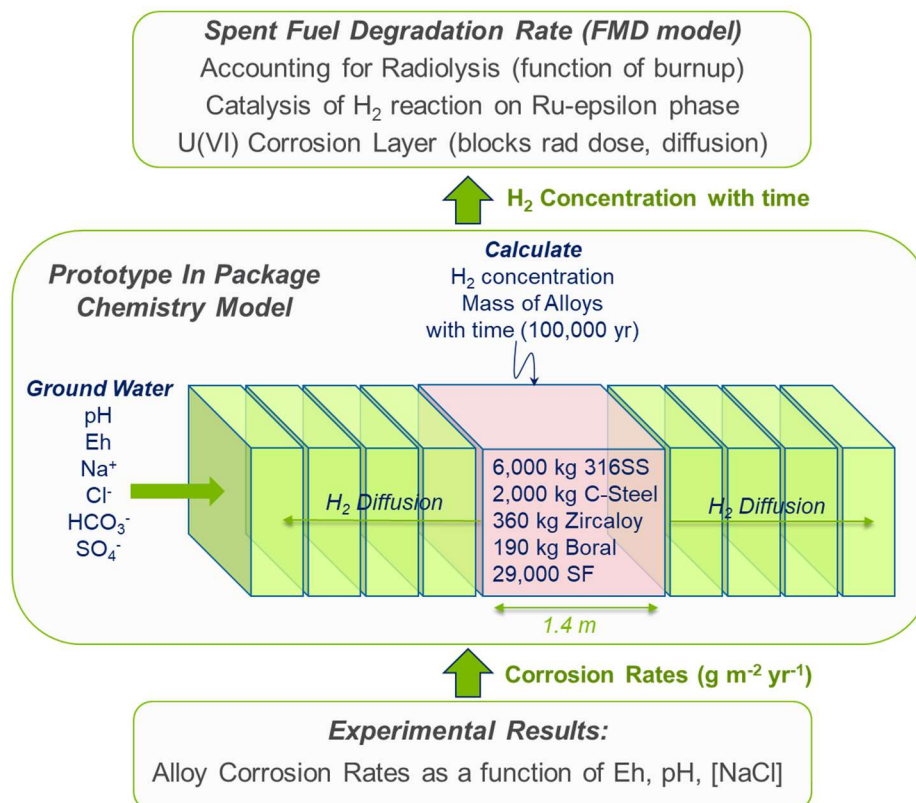 Spent Fuel Degradation Rate (FMD model)
Accounting for Radiolysis (function of burnup)
Catalysis of H₂ reaction on Ru-epsilon phase
U(VI) Corrosion Layer (blocks rad dose, diffusion)
H₂ Concentration with time
Prototype In Package
Chemistry Model
Calculate
H₂ concentration
Mass of Alloys
with time (100,000 yr)
Ground Water
pH
Eh
Na⁺
Cl⁻
HCO₃⁻
SO₄⁻
H₂ Diffusion
6,000 kg 316SS
2,000 kg C-Steel
360 kg Zircaloy
190 kg Boral
29,000 SF
H₂ Diffusion
1.4 m
Corrosion Rates (g m⁻² yr⁻¹)
Experimental Results:
Alloy Corrosion Rates as a function of Eh, pH, [NaCl]